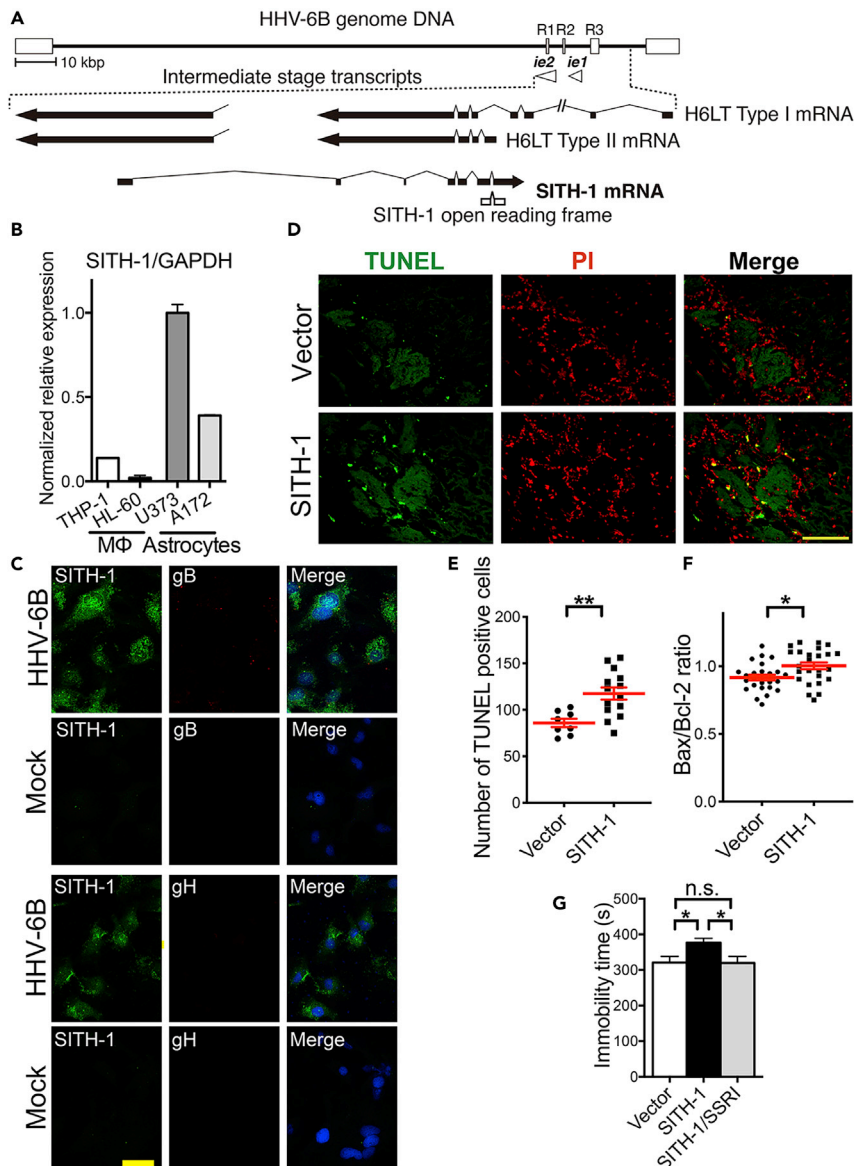 A
HHV-6B genome DNA
R1 R2 R3
10 kbp
ie2 ie1
Intermediate stage transcripts
H6LT Type I mRNA
H6LT Type II mRNA
SITH-1 mRNA
SITH-1 open reading frame
B
SITH-1/GAPDH
Normalized relative expression
1.0
0.5
0.0
THP-1
HL-60
U373
A172
MΦ Astrocytes
C
SITH-1 gB Merge
HHV-6B
SITH-1 gB Merge
Mock
SITH-1 gH Merge
HHV-6B
SITH-1 gH Merge
Mock
D
TUNEL PI Merge
Vector
SITH-1
E
Number of TUNEL positive cells
**
200
150
100
50
0
Vector
SITH-1
F
Bax/Bcl-2 ratio
*
1.0
0.5
0.0
Vector
SITH-1
G
Immobility time (s)
n.s.
* *
500
400
300
200
100
0
Vector
SITH-1
SITH-1/SSRI